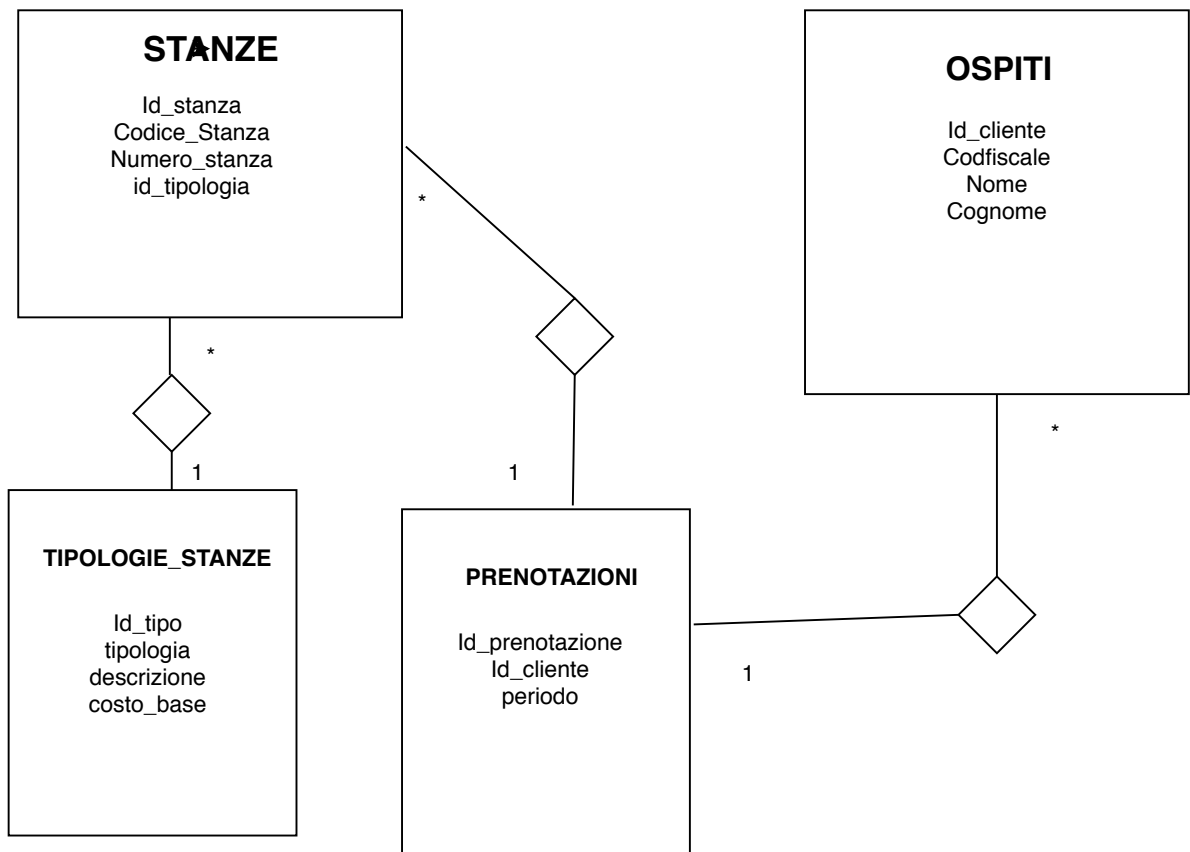 STANZE
Id_stanza
Codice_Stanza
Numero_stanza
id_tipologia
*
*
1
OSPITI
Id_cliente
Codfiscale
Nome
Cognome
*
TIPOLOGIE_STANZE
Id_tipo
tipologia
descrizione
costo_base
1
PRENOTAZIONI
Id_prenotazione
Id_cliente
periodo
1